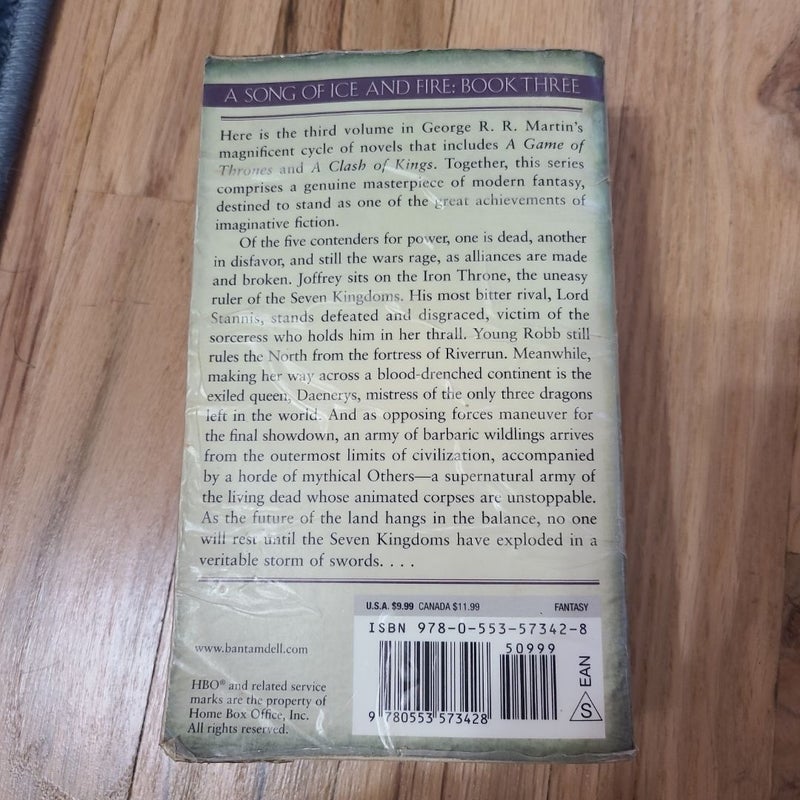 A SONG OF ICE AND FIRE: BOOK THREE
Here is the third volume in George R. R. Martin's
magnificent cycle of novels that includes A Game of
Thrones and A Clash of Kings. Together, this series
comprises a genuine masterpiece of modern fantasy,
destined to stand as one of the great achievements of
imaginative fiction.
Of the five contenders for power, one is dead, another
in disfavor, and still the wars rage, as alliances are made
and broken. Joffrey sits on the Iron Throne, the uneasy
ruler of the Seven Kingdoms. His most bitter rival, Lord
Stannis, stands defeated and disgraced, victim of the
sorceress who holds him in her thrall. Young Robb still
rules the North from the fortress of Riverrun. Meanwhile,
making her way across a blood-drenched continent is the
exiled queen, Daenerys, mistress of the only three dragons
left in the world. And as opposing forces maneuver for
the final showdown, an army of barbaric wildlings arrives
from the outermost limits of civilization, accompanied
by a horde of mythical Others—a supernatural army of
the living dead whose animated corpses are unstoppable.
As the future of the land hangs in the balance, no one
will rest until the Seven Kingdoms have exploded in a
veritable storm of swords. . . .
U.S.A. $9.99 CANADA $11.99 FANTASY
ISBN 978-0-553-57342-8
50999
www.bantamdell.com
EAN
S
HBO® and related service
marks are the property of
Home Box Office, Inc.
All rights reserved.
9 780553 573428